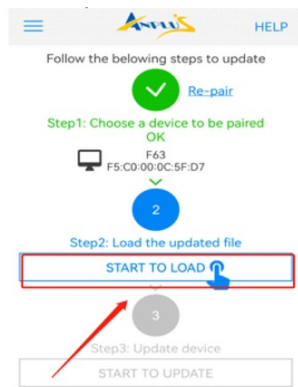 ANPLUS
HELP
Follow the belowing steps to update
Re-pair
Step1: Choose a device to be paired
OK
F63
F5:C0:00:0C:5F:D7
2
Step2: Load the updated file
START TO LOAD
3
Step3: Update device
START TO UPDATE